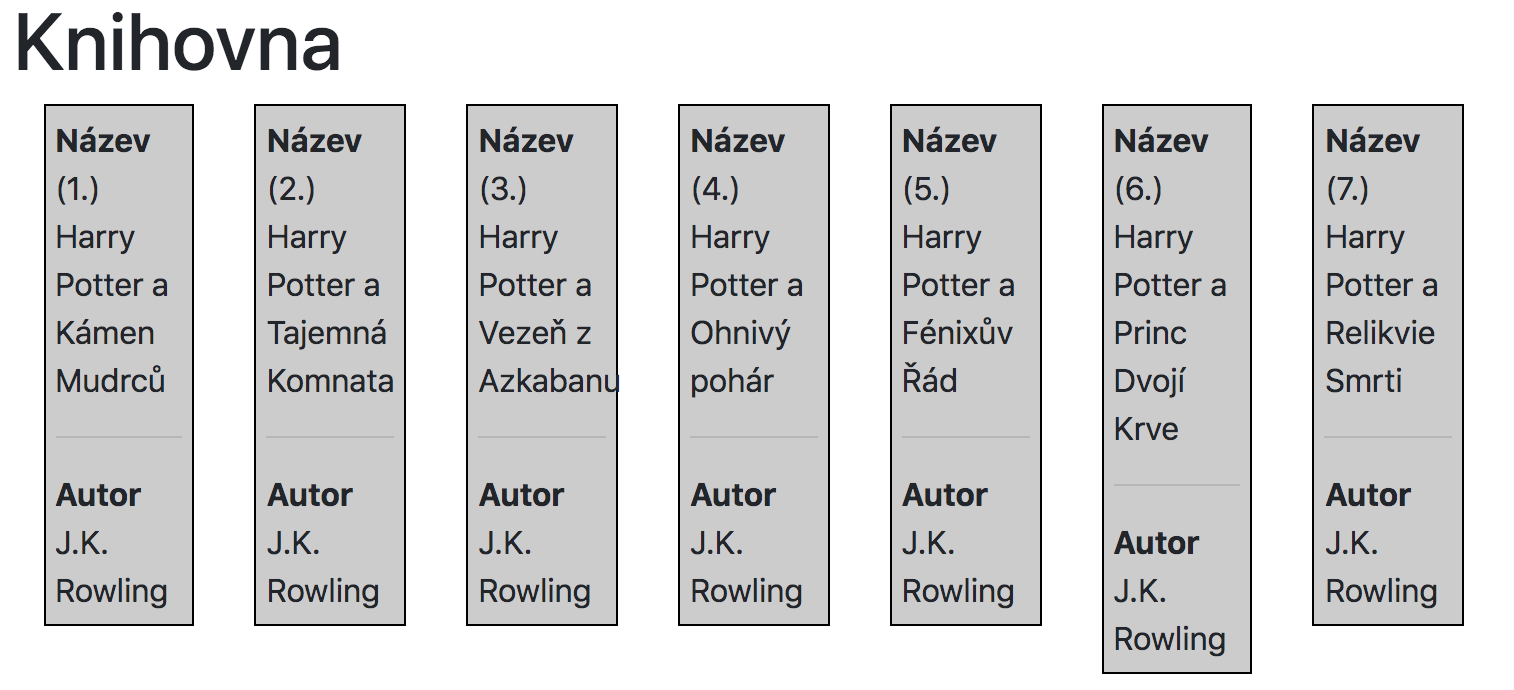 Knihovna
Název
(1.)
Harry
Potter a
Kámen
Mudrců
Autor
J.K.
Rowling
Název
(2.)
Harry
Potter a
Tajemná
Komnata
Autor
J.K.
Rowling
Název
(3.)
Harry
Potter a
Vezeň z
Azkabanu
Autor
J.K.
Rowling
Název
(4.)
Harry
Potter a
Ohnivý
pohár
Autor
J.K.
Rowling
Název
(5.)
Harry
Potter a
Fénixův
Řád
Autor
J.K.
Rowling
Název
(6.)
Harry
Potter a
Princ
Dvojí
Krve
Autor
J.K.
Rowling
Název
(7.)
Harry
Potter a
Relikvie
Smrti
Autor
J.K.
Rowling